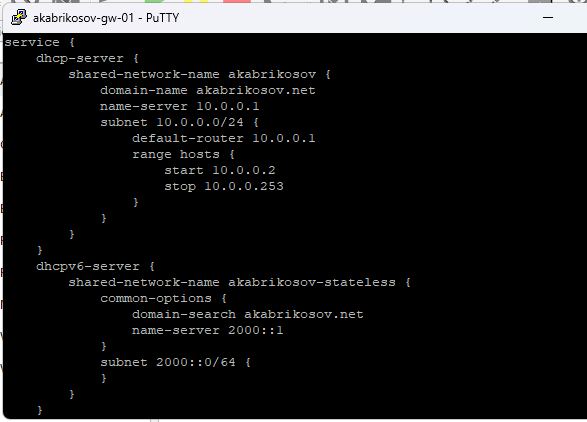 akabrikosov-gw-01 - PuTTY
service {
    dhcp-server {
        shared-network-name akabrikosov {
            domain-name akabrikosov.net
            name-server 10.0.0.1
            subnet 10.0.0.0/24 {
                default-router 10.0.0.1
                range hosts {
                    start 10.0.0.2
                    stop 10.0.0.253
                }
            }
        }
    }
    dhcpv6-server {
        shared-network-name akabrikosov-stateless {
            common-options {
                domain-search akabrikosov.net
                name-server 2000::1
            }
            subnet 2000::0/64 {
            }
        }
    }